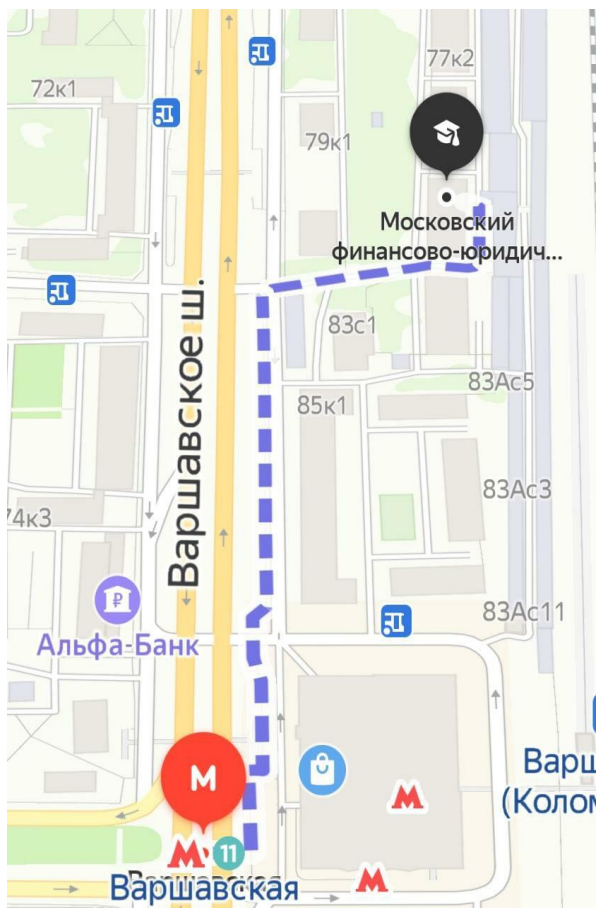 77к2
72к1
79к1
Московский
финансово-юридич...
Варшавское ш.
83с1
83Ас5
85к1
83Ас3
74к3
83Ас11
Альфа-Банк
М
Варш
(Колом
11
Варшавская
Варшавская